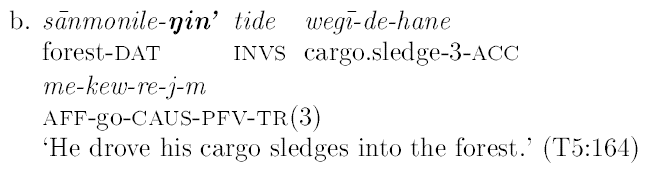 b. sānmonile-ŋin’ tide wegī-de-hane
forest-DAT INVS cargo.sledge-3-ACC
me-kew-re-j-m
AFF-go-CAUS-PFV-TR(3)
‘He drove his cargo sledges into the forest.’ (T5:164)